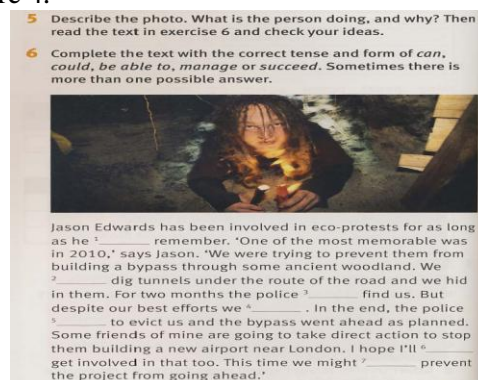 5 Describe the photo. What is the person doing, and why? Then
read the text in exercise 6 and check your ideas.
6 Complete the text with the correct tense and form of can,
could, be able to, manage or succeed. Sometimes there is
more than one possible answer.
Jason Edwards has been involved in eco-protests for as long
as he 1______ remember. 'One of the most memorable was
in 2010,' says Jason. 'We were trying to prevent them from
building a bypass through some ancient woodland. We
2______ dig tunnels under the route of the road and we hid
in them. For two months the police 3______ find us. But
despite our best efforts we 4______ . In the end, the police
5______ to evict us and the bypass went ahead as planned.
Some friends of mine are going to take direct action to stop
them building a new airport near London. I hope I'll 6______
get involved in that too. This time we might 7______ prevent
the project from going ahead.'